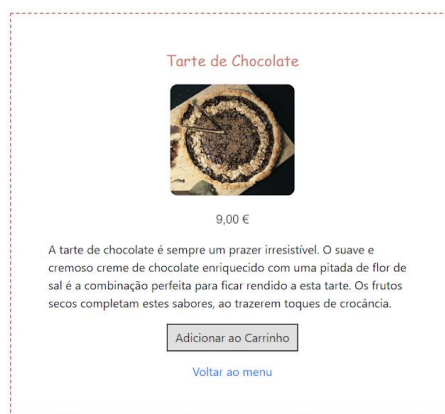 Tarte de Chocolate
9,00 €
A tarte de chocolate é sempre um prazer irresistível. O suave e
cremoso creme de chocolate enriquecido com uma pitada de flor de
sal é a combinação perfeita para ficar rendido a esta tarte. Os frutos
secos completam estes sabores, ao trazerem toques de crocância.
Adicionar ao Carrinho
Voltar ao menu